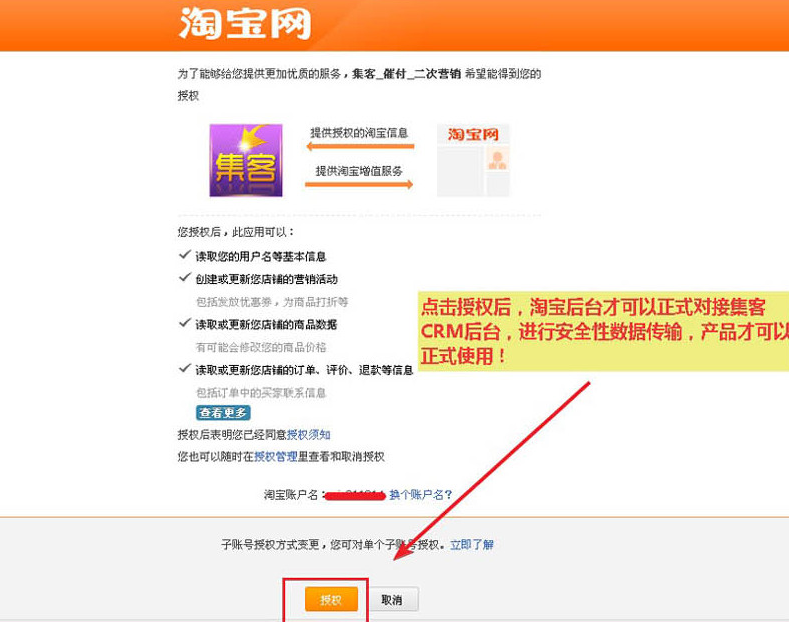 淘宝网
为了能够给您提供更加优质的服务，集客_催付_二次营销 希望能得到您的
授权
集客
提供授权的淘宝信息
提供淘宝增值服务
淘宝网
您授权后，此应用可以：
读取您的用户名等基本信息
创建或更新您店铺的营销活动
包括发放优惠券，为商品打折等
读取或更新您店铺的商品数据
有可能会修改您的商品价格
读取或更新您店铺的订单、评价、退款等信息
包括订单中的买家联系信息
查看更多
点击授权后，淘宝后台才可以正式对接集客
CRM后台，进行安全性数据传输，产品才可以
正式使用！
授权后表明您已经同意授权须知
您也可以随时在授权管理里查看和取消授权
淘宝账户名： 换个账户名？
子账号授权方式变更，您可对单个子账号授权。立即了解
授权 取消